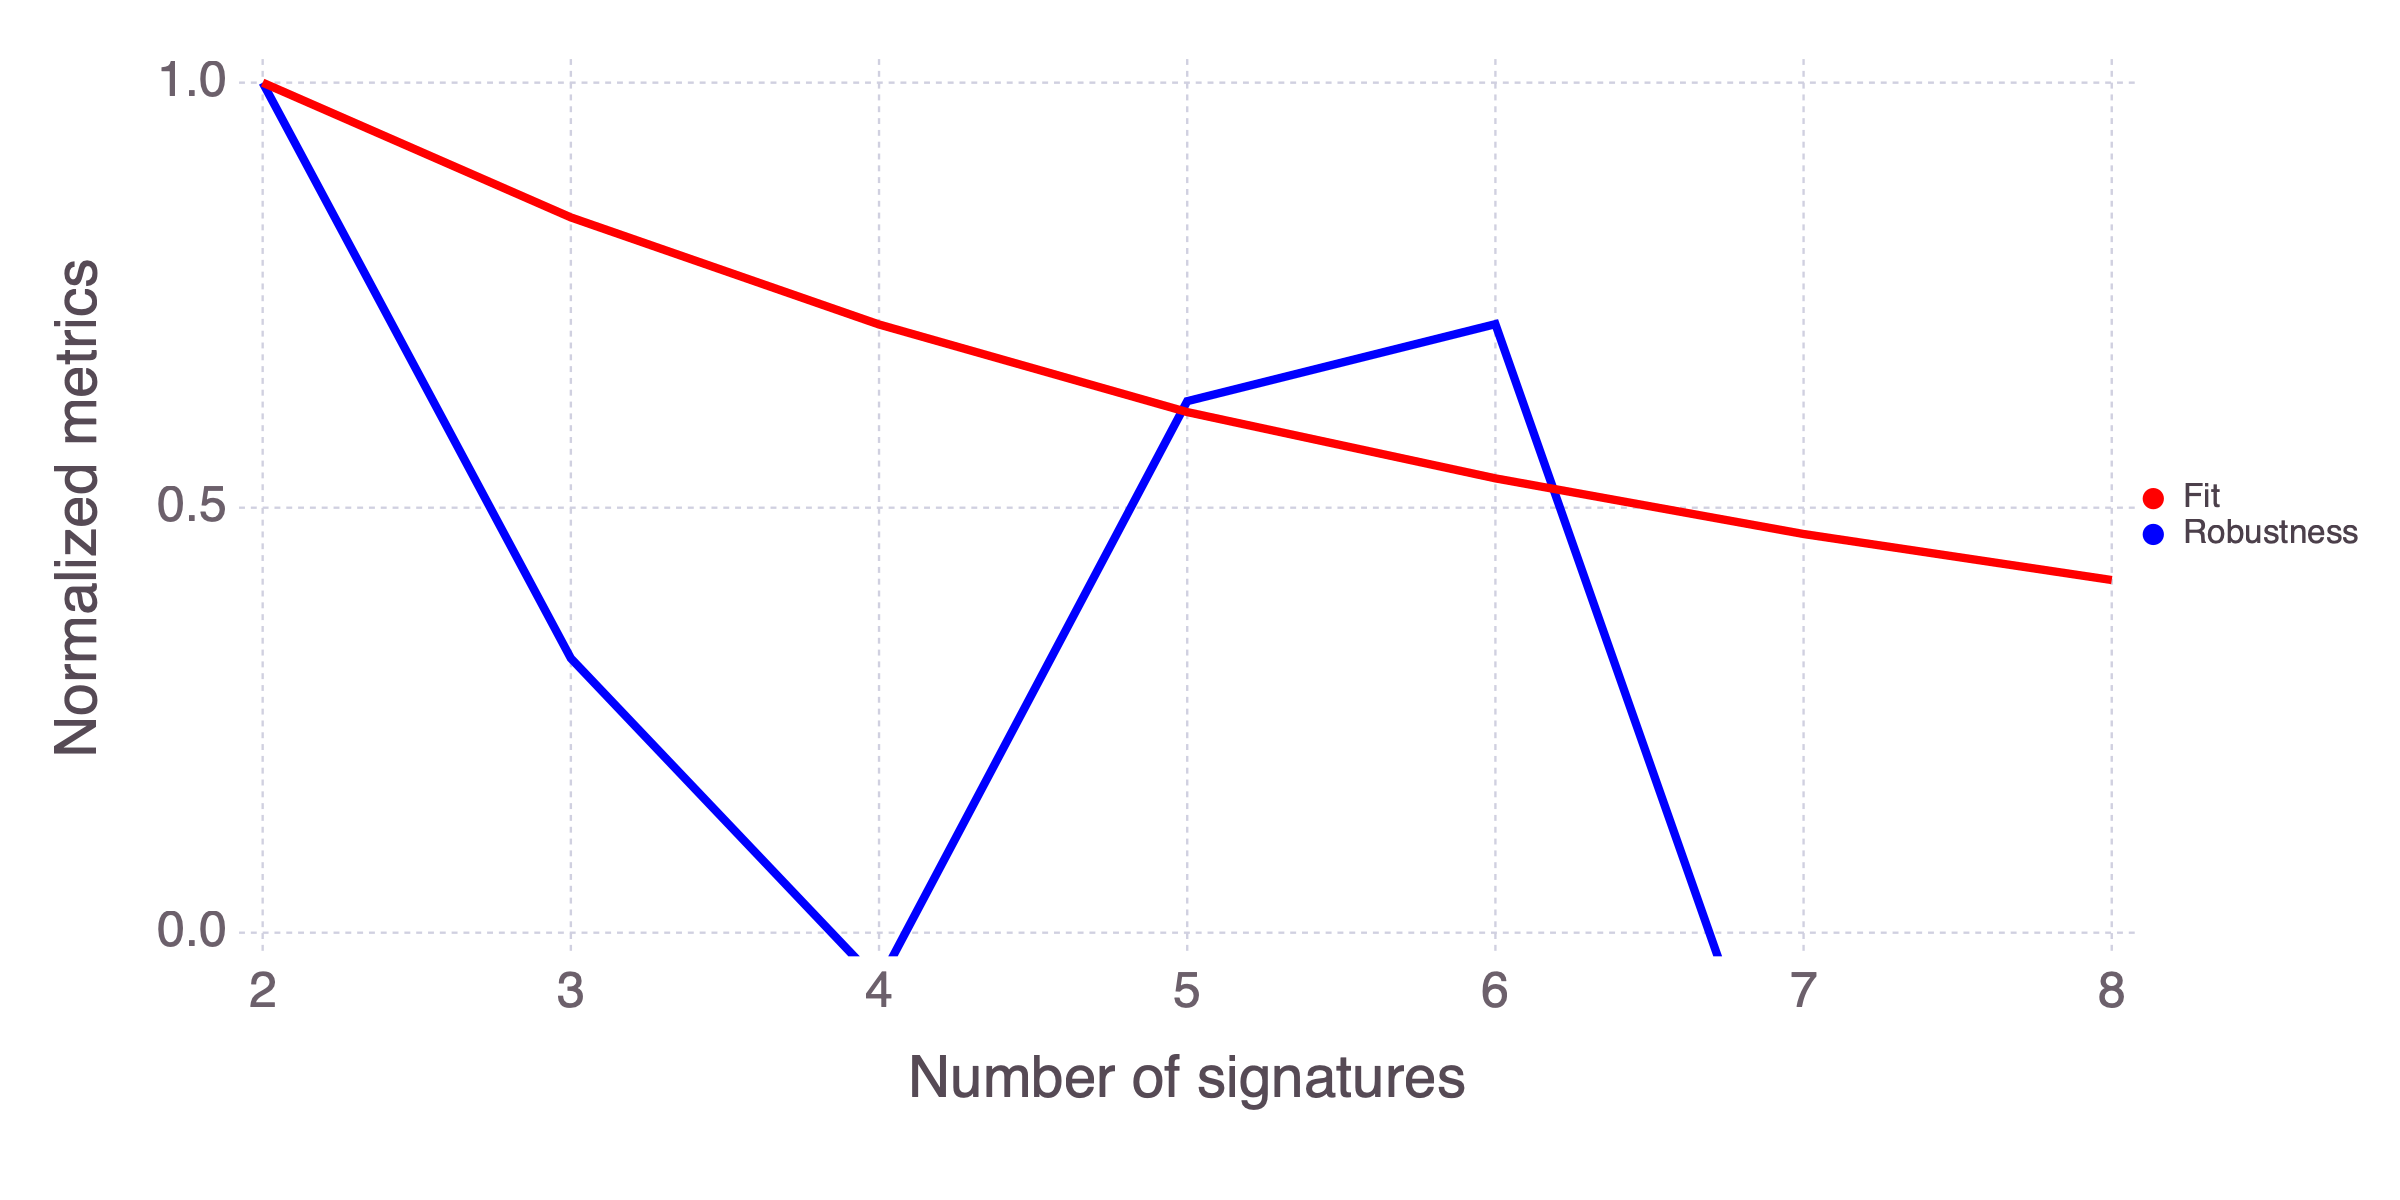 1.0
0.5
0.0
Normalized metrics
2 3 4 5 6 7 8
Number of signatures
Fit
Robustness